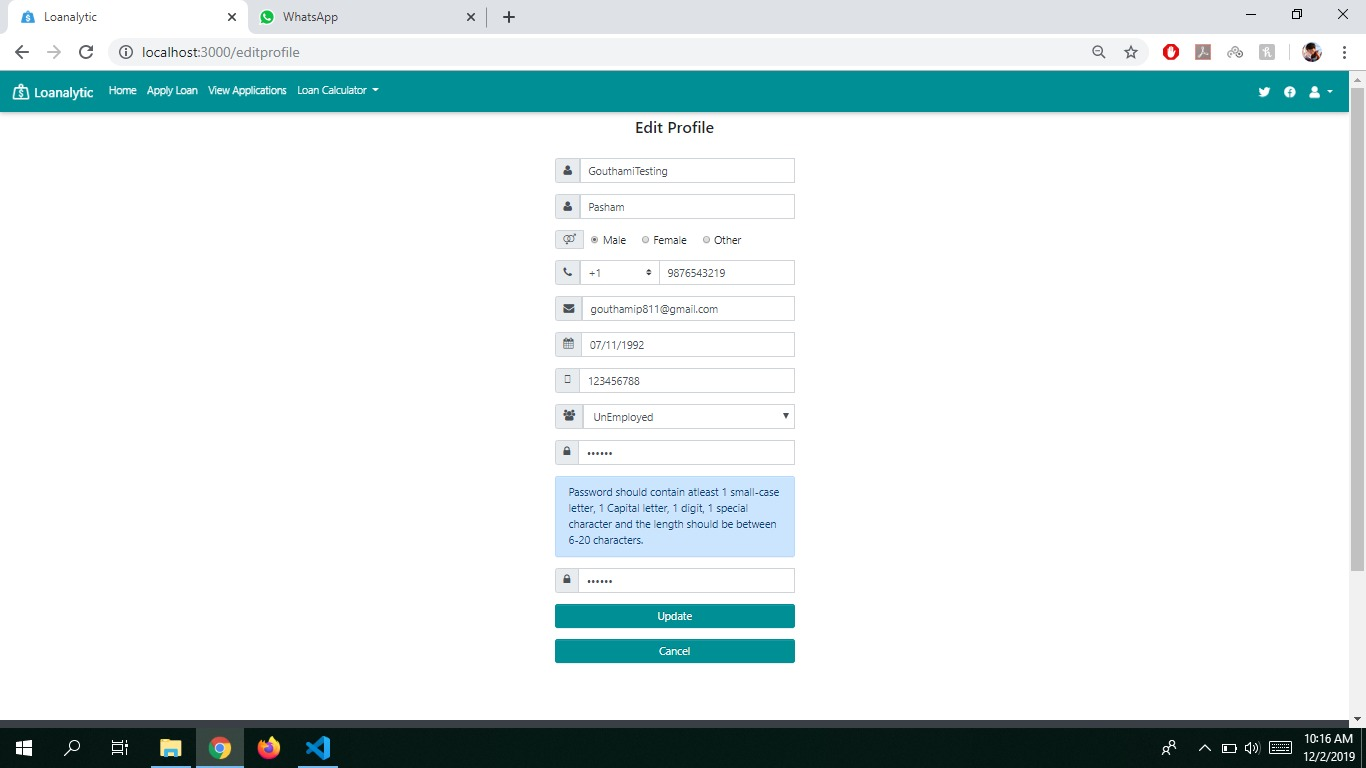 Loanalytic
WhatsApp
localhost:3000/editprofile
Loanalytic Home Apply Loan View Applications Loan Calculator
Edit Profile
GouthamiTesting
Pasham
Male Female Other
+1 9876543219
gouthamip811@gmail.com
07/11/1992
123456788
UnEmployed
••••••
Password should contain atleast 1 small-case
letter, 1 Capital letter, 1 digit, 1 special
character and the length should be between
6-20 characters.
••••••
Update
Cancel
10:16 AM
12/2/2019